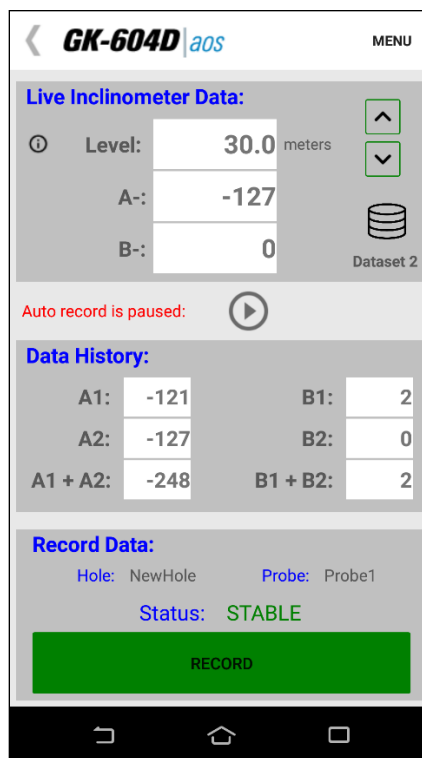 GK-604D|aos MENU
Live Inclinometer Data:
Level: 30.0 meters
A-: -127
B-: 0
Dataset 2
Auto record is paused:
Data History:
A1: -121 B1: 2
A2: -127 B2: 0
A1 + A2: -248 B1 + B2: 2
Record Data:
Hole: NewHole Probe: Probe1
Status: STABLE
RECORD